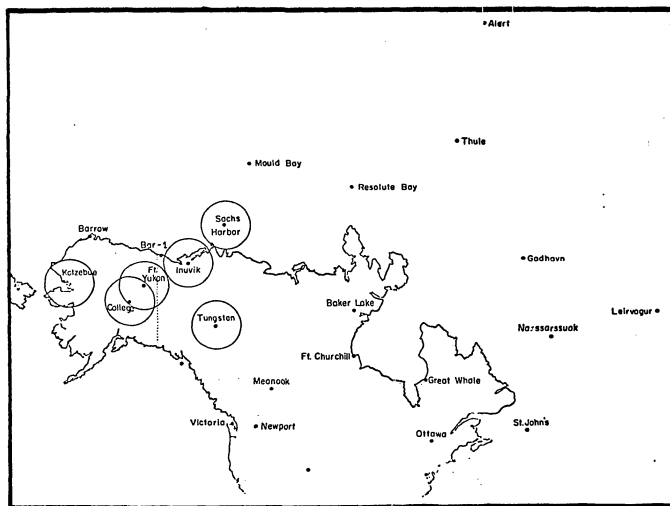 Alert
Thule
Mould Bay
Resolute Bay
Sachs
Harbor
Barrow
Bar-1
Godhavn
Inuvik
Kotzebue
Ft.
Yukon
College
Baker Lake
Leirvogur
Tungsten
Narssarssuak
Ft. Churchill
Meanook
Great Whale
Victoria
Newport
St. John's
Ottawa